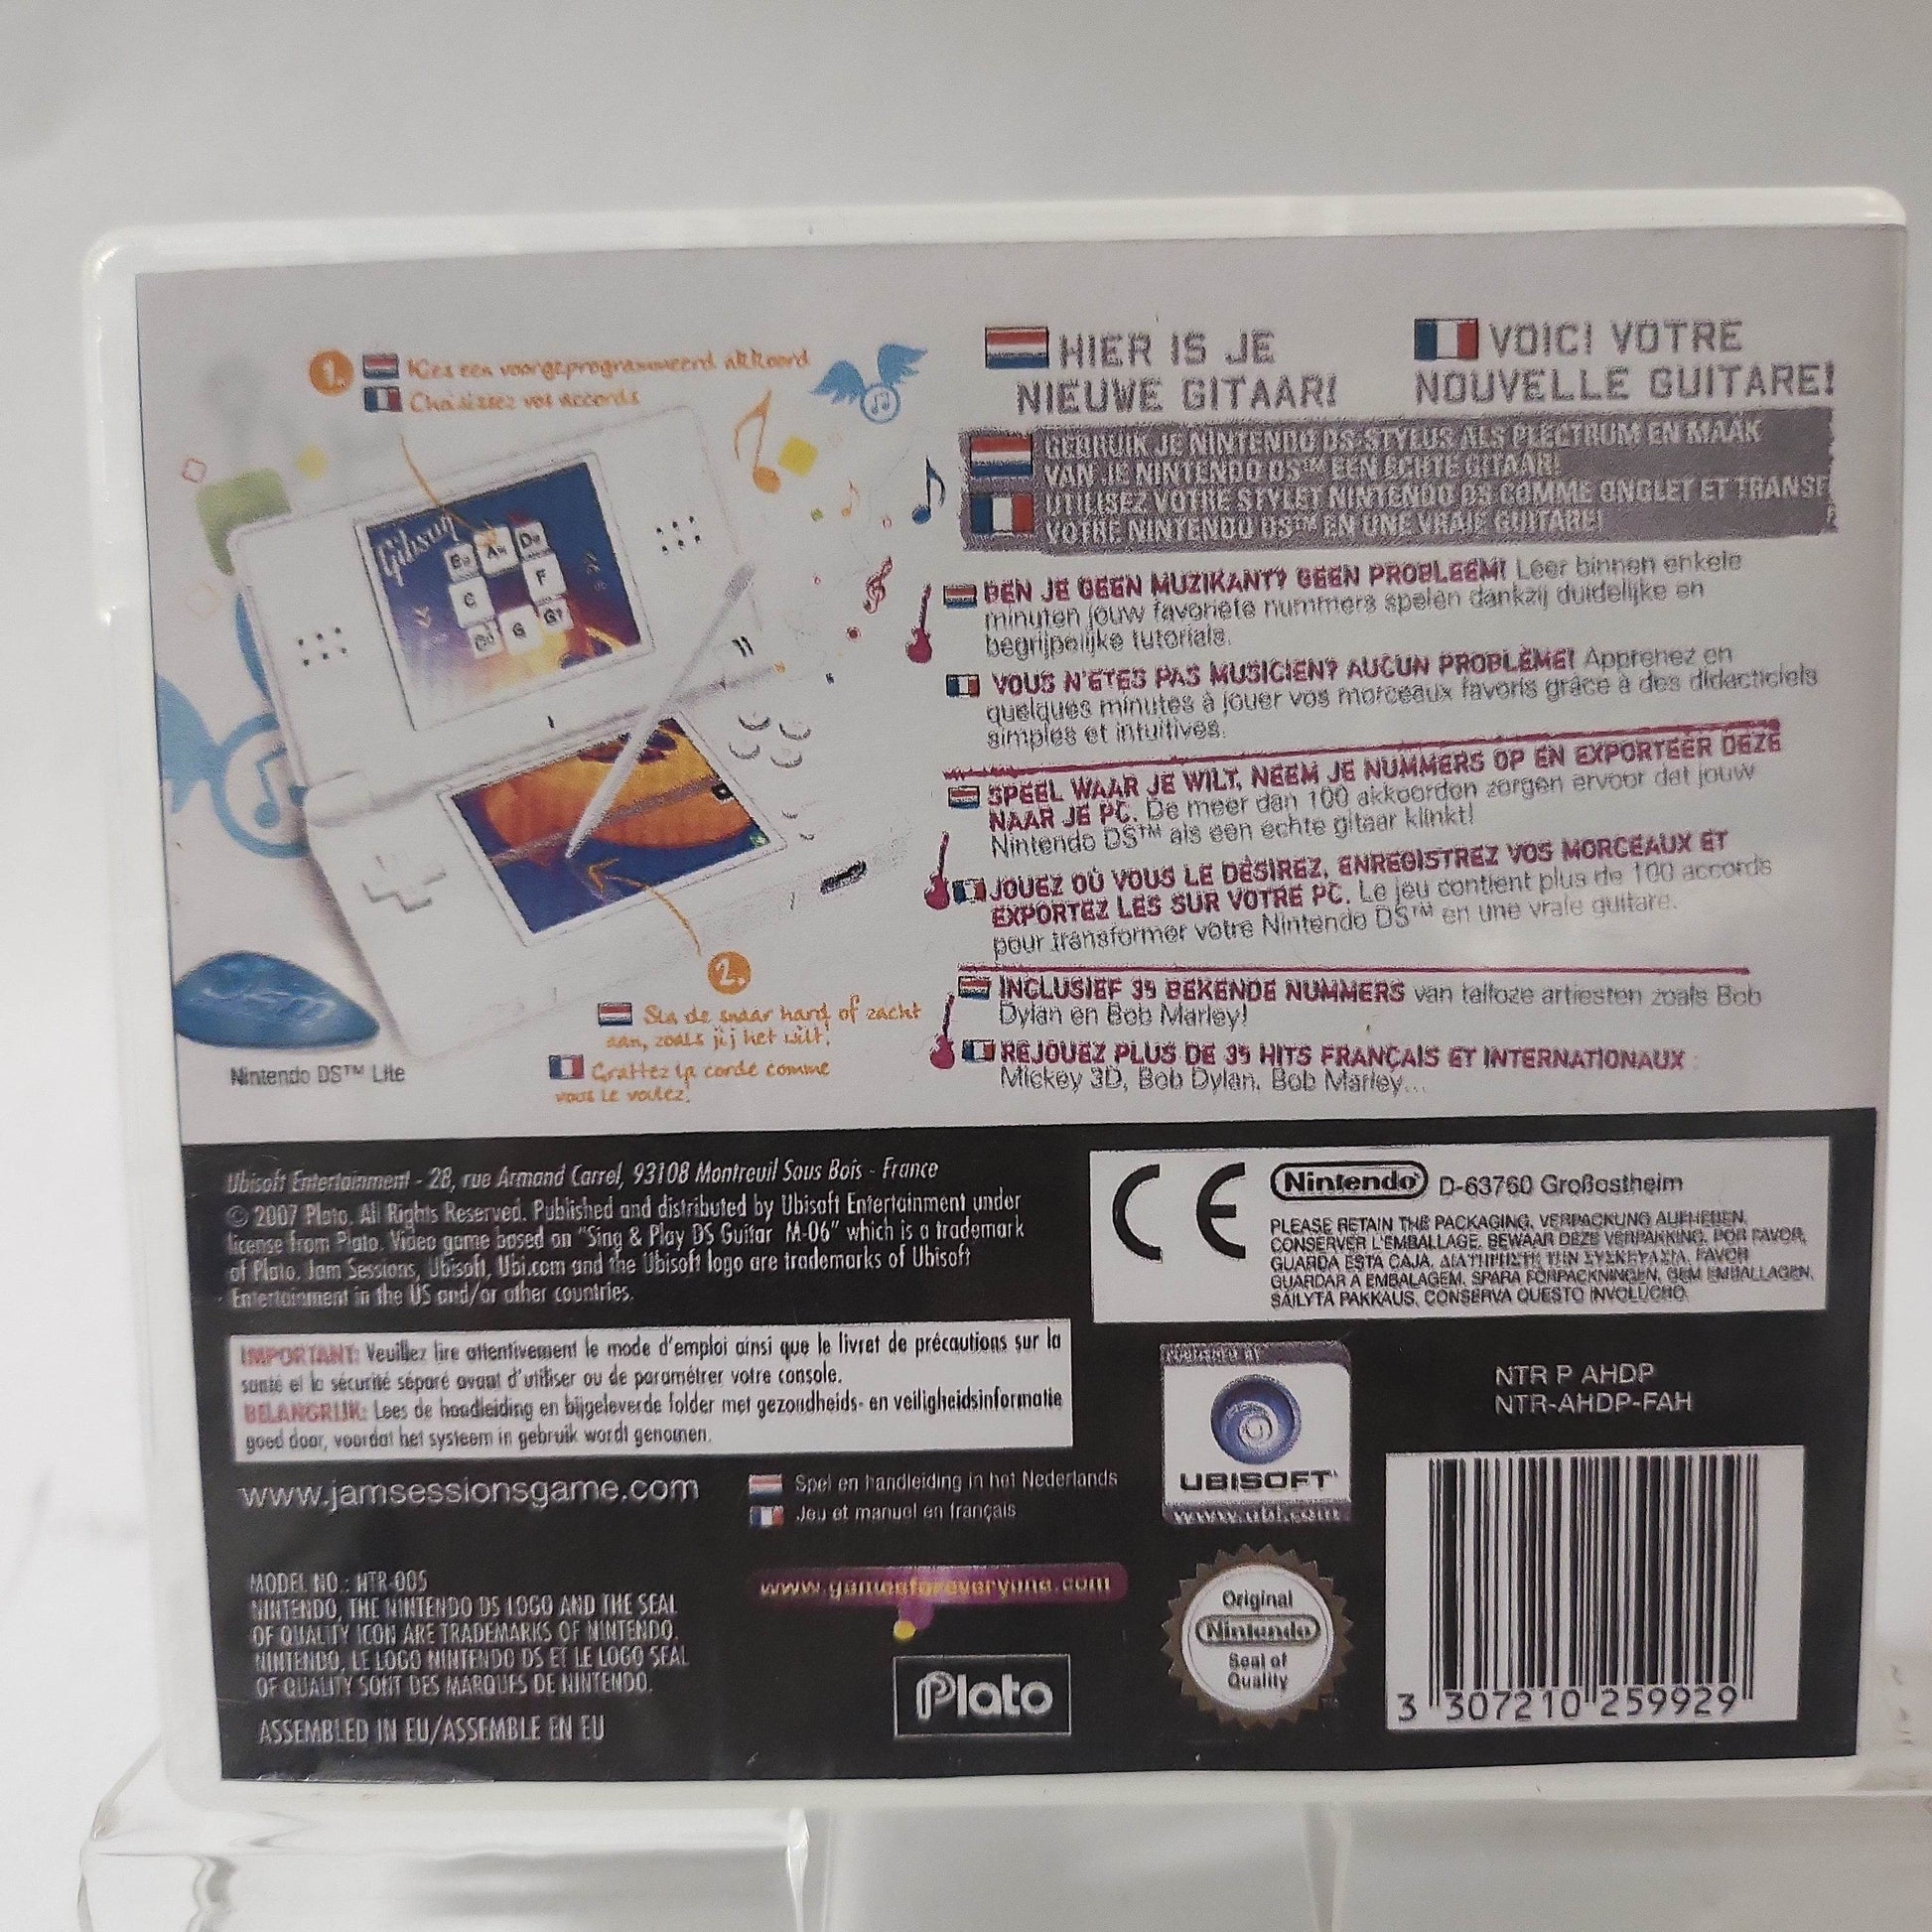 1.
Kies een voorgeprogrammeerd akkoord
Choisissez vos accords
Gibson
Nintendo DS™ Lite
2.
Sla de snaar hard of zacht
aan, zoals jij het wilt.
Grattez la corde comme
vous le voulez.
HIER IS JE
NIEUWE GITAAR!
VOICI VOTRE
NOUVELLE GUITARE!
GEBRUIK JE NINTENDO DS-STYLUS ALS PLECTRUM EN MAAK
VAN JE NINTENDO DS™ EEN ECHTE GITAAR!
UTILISEZ VOTRE STYLET NINTENDO DS COMME ONGLET ET TRANSF
VOTRE NINTENDO DS™ EN UNE VRAIE GUITARE!
BEN JE GEEN MUZIKANT? GEEN PROBLEEM! Leer binnen enkele
minuten jouw favoriete nummers spelen dankzij duidelijke en
begrijpelijke tutorials.
VOUS N'ETES PAS MUSICIEN? AUCUN PROBLÈME! Apprenez en
quelques minutes à jouer vos morceaux favoris grâce à des didacticiels
simples et intuitives.
SPEEL WAAR JE WILT, NEEM JE NUMMERS OP EN EXPORTEER DEZE
NAAR JE PC. De meer dan 100 akkoorden zorgen ervoor dat jouw
Nintendo DS™ als een echte gitaar klinkt!
JOUEZ OÙ VOUS LE DÉSIREZ, ENREGISTREZ VOS MORCEAUX ET
EXPORTEZ LES SUR VOTRE PC. Le jeu contient plus de 100 accords
pour transformer votre Nintendo DS™ en une vraie guitare.
INCLUSIEF 35 BEKENDE NUMMERS van talloze artiesten zoals Bob
Dylan en Bob Marley!
REJOUEZ PLUS DE 35 HITS FRANÇAIS ET INTERNATIONAUX :
Mickey 3D, Bob Dylan, Bob Marley...
Ubisoft Entertainment - 28, rue Armand Carrel, 93108 Montreuil Sous Bois - France
© 2007 Plato. All Rights Reserved. Published and distributed by Ubisoft Entertainment under
license from Plato. Video game based on "Sing & Play DS Guitar M-06" which is a trademark
of Plato. Jam Sessions, Ubisoft, Ubi.com and the Ubisoft logo are trademarks of Ubisoft
Entertainment in the US and/or other countries.
IMPORTANT: Veuillez lire attentivement le mode d'emploi ainsi que le livret de précautions sur la
santé et la sécurité séparé avant d'utiliser ou de paramétrer votre console.
BELANGRIJK: Lees de handleiding en bijgeleverde folder met gezondheids- en veiligheidsinformatie
goed door, voordat het systeem in gebruik wordt genomen.
www.jamsessionsgame.com
Spel en handleiding in het Nederlands
Jeu et manuel en français
MODEL NO.: NTR-005
NINTENDO, THE NINTENDO DS LOGO AND THE SEAL
OF QUALITY ICON ARE TRADEMARKS OF NINTENDO.
NINTENDO, LE LOGO NINTENDO DS ET LE LOGO SEAL
OF QUALITY SONT DES MARQUES DE NINTENDO.
ASSEMBLED IN EU/ASSEMBLE EN EU
www.gamesforeveryone.com
Plato
CE
Nintendo D-63760 Großostheim
PLEASE RETAIN THE PACKAGING, VERPACKUNG AUFHEBEN,
CONSERVER L'EMBALLAGE, BEWAAR DEZE VERPAKKING, POR FAVOR,
GUARDA ESTA CAJA, ΔΙΑΤΗΡΗΣΤΕ ΤΗΝ ΣΥΣΚΕΥΑΣΙΑ, FAVOR
GUARDAR A EMBALAGEM, SPARA FÖRPACKNINGEN, GEM EMBALLAGEN,
SÄILYTÄ PAKKAUS, CONSERVA QUESTO INVOLUCRO.
UBISOFT
www.ubi.com
NTR P AHDP
NTR-AHDP-FAH
Original
Nintendo
Seal of
Quality
3 307210 259929